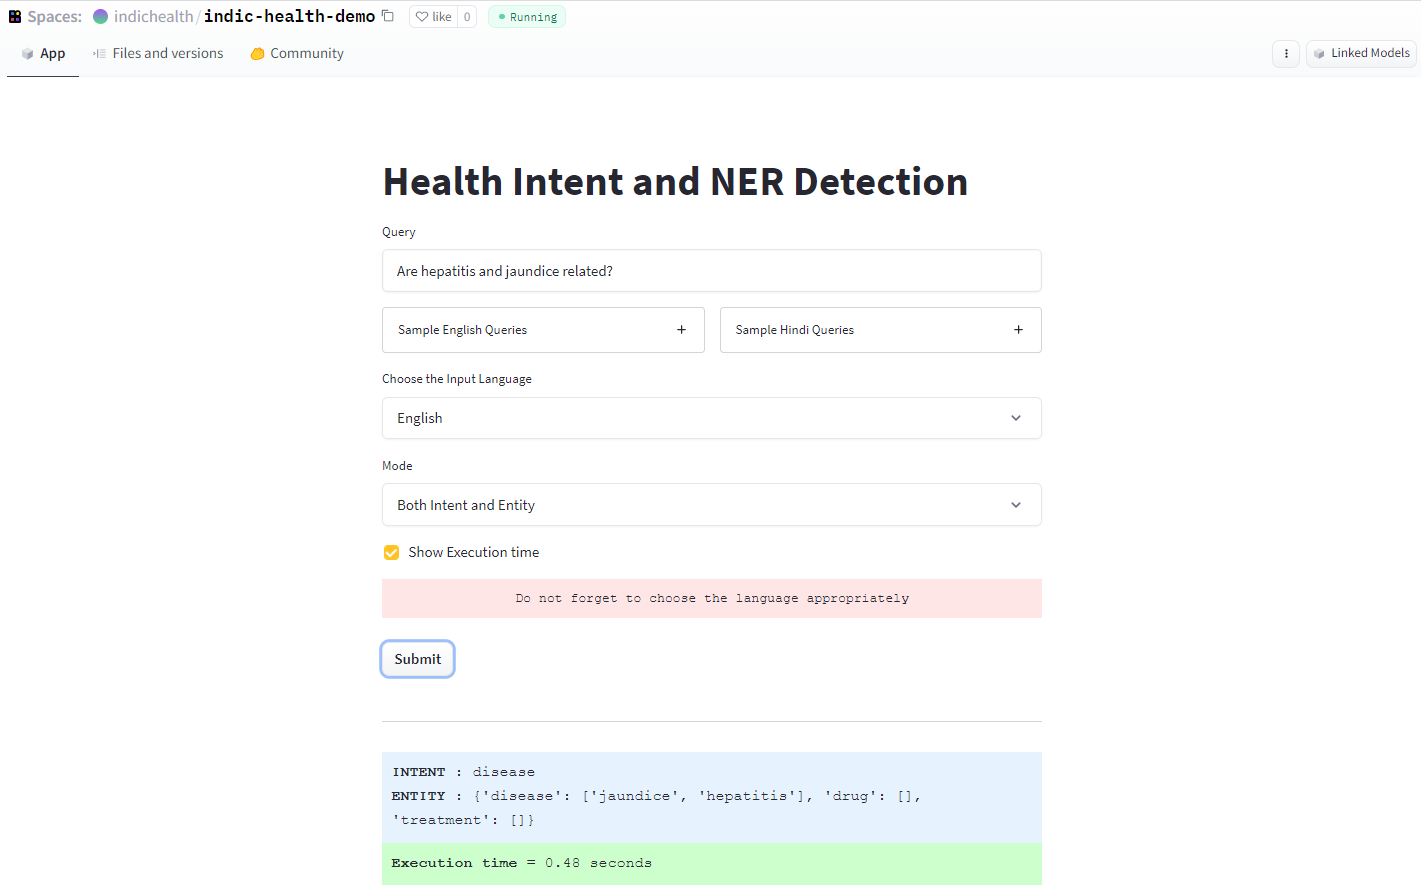 Spaces: indichealth/indic-health-demo like 0 Running
App Files and versions Community Linked Models
Health Intent and NER Detection
Query
Are hepatitis and jaundice related?
Sample English Queries + Sample Hindi Queries +
Choose the Input Language
English
Mode
Both Intent and Entity
Show Execution time
Do not forget to choose the language appropriately
Submit
INTENT : disease
ENTITY : {'disease': ['jaundice', 'hepatitis'], 'drug': [],
'treatment': []}
Execution time = 0.48 seconds